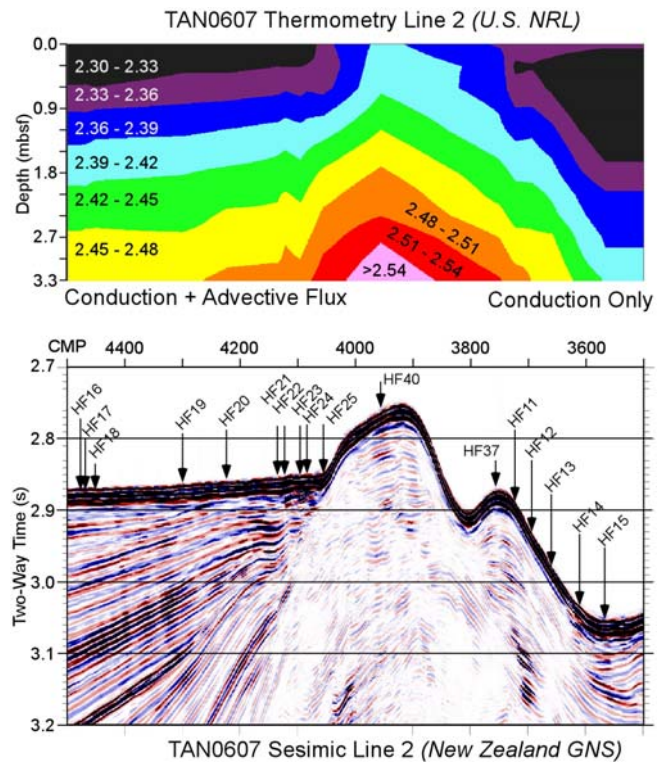 TAN0607 Thermometry Line 2 (U.S. NRL)
0.0
0.9
1.8
2.7
3.3
Depth (mbsf)
2.30 - 2.33
2.33 - 2.36
2.36 - 2.39
2.39 - 2.42
2.42 - 2.45
2.45 - 2.48
2.48 - 2.51
2.51 - 2.54
>2.54
Conduction + Advective Flux
Conduction Only
CMP 4400 4200 4000 3800 3600
2.7
2.8
2.9
3.0
3.1
3.2
Two-Way Time (s)
HF16
HF17
HF18
HF19
HF20
HF21
HF22
HF23
HF24
HF25
HF40
HF37
HF11
HF12
HF13
HF14
HF15
TAN0607 Sesimic Line 2 (New Zealand GNS)